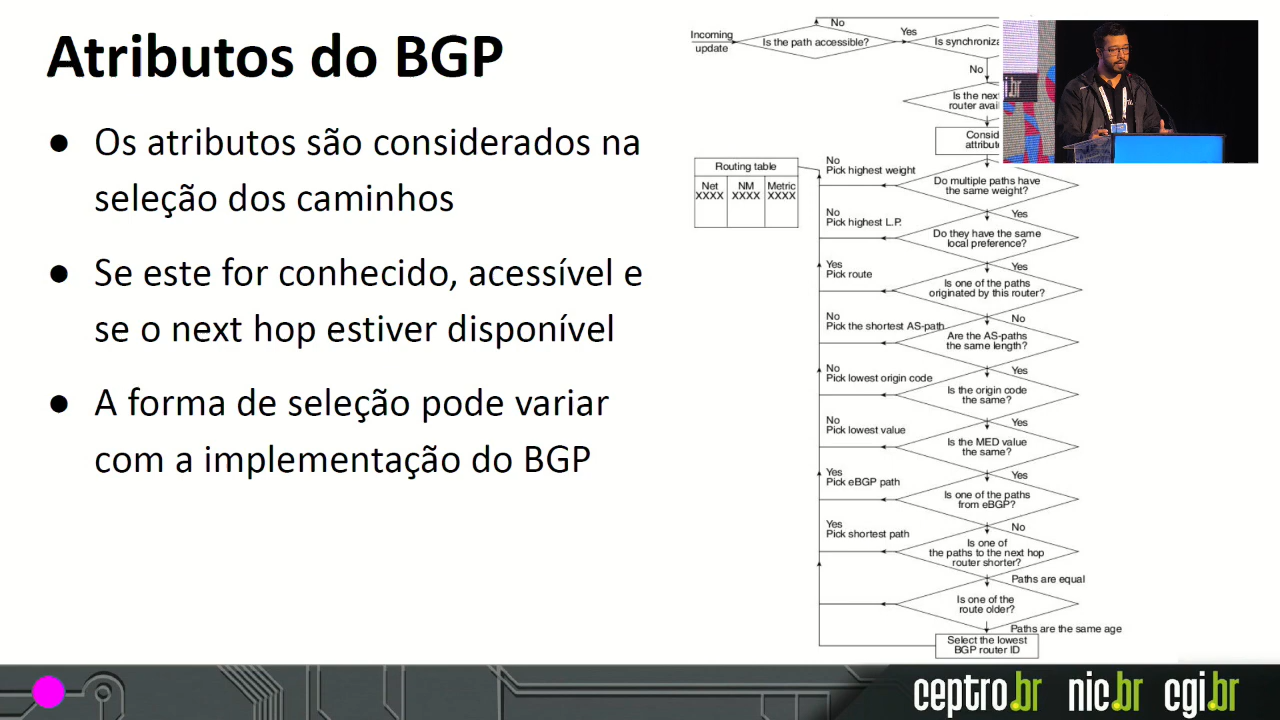 Atributos do BGP
● Os atributos são considerados na
seleção dos caminhos
● Se este for conhecido, acessível e
se o next hop estiver disponível
● A forma de seleção pode variar
com a implementação do BGP
Incoming
update
is the path accessible?
No
Yes
Is synchroniz
No
Is the nex
router avai
Consid
attribut
Routing table
Net
XXXX
NM
XXXX
Metric
XXXX
No
Pick highest weight
Do multiple paths have
the same weight?
Yes
No
Pick highest L.P.
Do they have the same
local preference?
Yes
Yes
Pick route
Is one of the paths
originated by this router?
No
No
Pick the shortest AS-path
Are the AS-paths
the same length?
Yes
No
Pick lowest origin code
Is the origin code
the same?
Yes
No
Pick lowest value
Is the MED value
the same?
Yes
Yes
Pick eBGP path
Is one of the paths
from eBGP?
No
Yes
Pick shortest path
Is one of
the paths to the next hop
router shorter?
Paths are equal
Is one of the
route older?
Paths are the same age
Select the lowest
BGP router ID
ceptro.br nic.br cgi.br